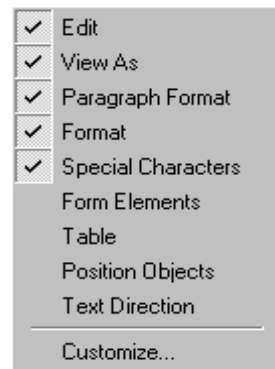 Edit
View As
Paragraph Format
Format
Special Characters
Form Elements
Table
Position Objects
Text Direction
Customize...